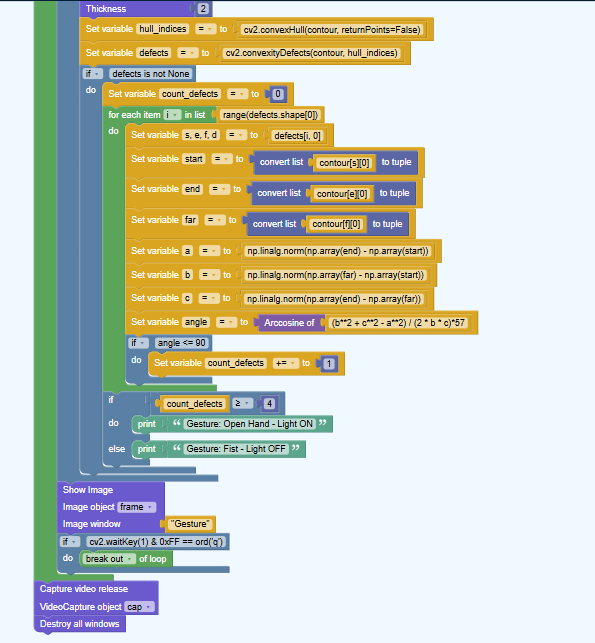 Thickness 2
Set variable hull_indices = to cv2.convexHull(contour, returnPoints=False)
Set variable defects = to cv2.convexityDefects(contour, hull_indices)
if defects is not None
do Set variable count_defects = to 0
for each item i in list range(defects.shape[0])
do Set variable s, e, f, d = to defects[i, 0]
Set variable start = to convert list contour[s][0] to tuple
Set variable end = to convert list contour[e][0] to tuple
Set variable far = to convert list contour[f][0] to tuple
Set variable a = to np.linalg.norm(np.array(end) - np.array(start))
Set variable b = to np.linalg.norm(np.array(far) - np.array(start))
Set variable c = to np.linalg.norm(np.array(end) - np.array(far))
Set variable angle = to Arccosine of (b**2 + c**2 - a**2) / (2 * b * c)*57
if angle <= 90
do Set variable count_defects += to 1
if count_defects ≥ 4
do print “ Gesture: Open Hand - Light ON ”
else print “ Gesture: Fist - Light OFF ”
Show Image
Image object frame
Image window "Gesture"
if cv2.waitKey(1) & 0xFF == ord('q')
do break out of loop
Capture video release
VideoCapture object cap
Destroy all windows